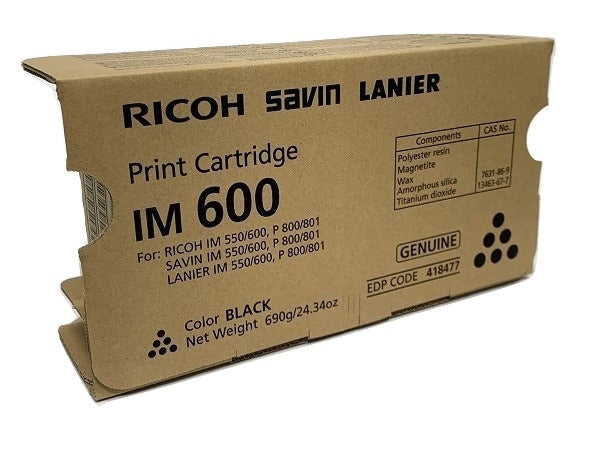 RICOH savin LANIER
Print Cartridge
IM 600
For: RICOH IM 550/600, P 800/801
SAVIN IM 550/600, P 800/801
LANIER IM 550/600, P 800/801
Color BLACK
Net Weight 690g/24.34oz
Components CAS No.
Polyester resin
Magnetite
Wax
Amorphous silica 7631-86-9
Titanium dioxide 13463-67-7
GENUINE
EDP CODE 418477